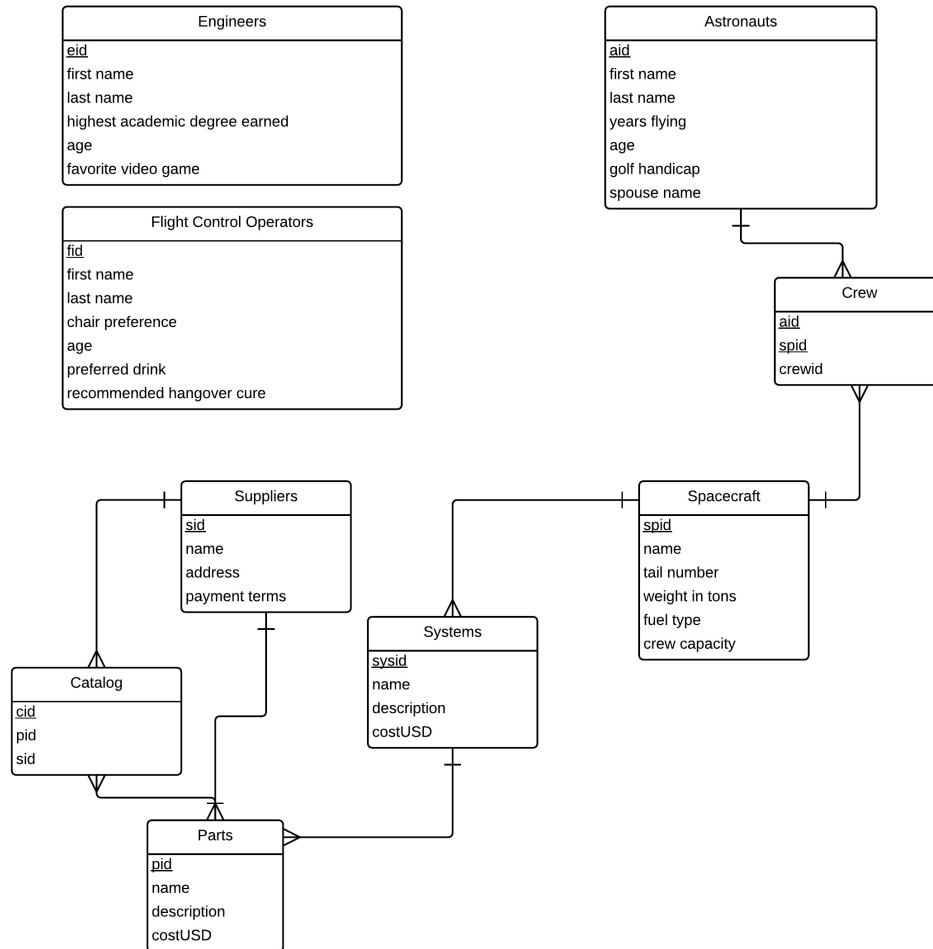 Engineers
eid
first name
last name
highest academic degree earned
age
favorite video game
Astronauts
aid
first name
last name
years flying
age
golf handicap
spouse name
Flight Control Operators
fid
first name
last name
chair preference
age
preferred drink
recommended hangover cure
Crew
aid
spid
crewid
Suppliers
sid
name
address
payment terms
Spacecraft
spid
name
tail number
weight in tons
fuel type
crew capacity
Systems
sysid
name
description
costUSD
Catalog
cid
pid
sid
Parts
pid
name
description
costUSD